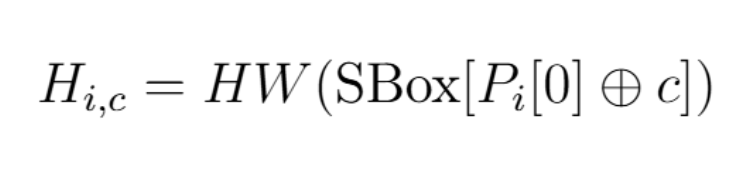 H_{i,c} = HW(SBox[P_i[0] ⊕ c])